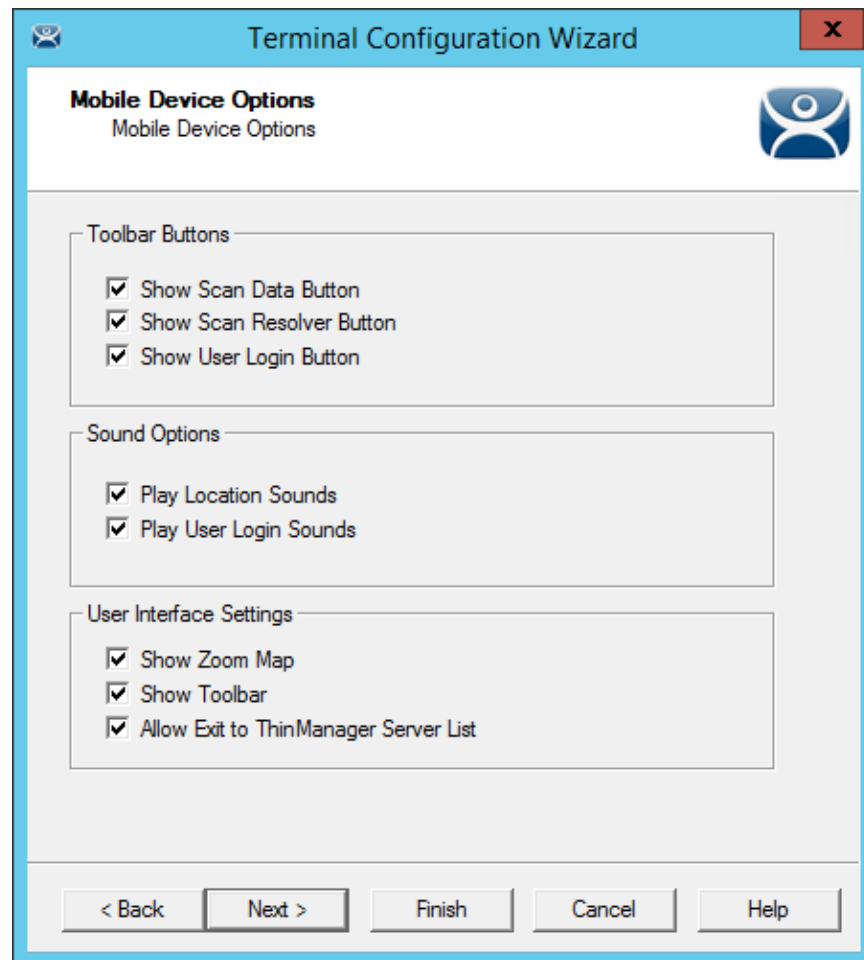 Terminal Configuration Wizard
x
Mobile Device Options
Mobile Device Options
Toolbar Buttons
Show Scan Data Button
Show Scan Resolver Button
Show User Login Button
Sound Options
Play Location Sounds
Play User Login Sounds
User Interface Settings
Show Zoom Map
Show Toolbar
Allow Exit to ThinManager Server List
< Back Next > Finish Cancel Help